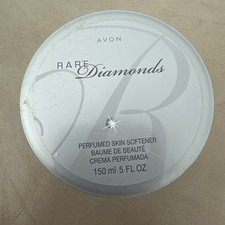 AVON
RARE
Diamonds
PERFUMED SKIN SOFTENER
BAUME DE BEAUTÉ
CREMA PERFUMADA
150 ml 5 FL OZ